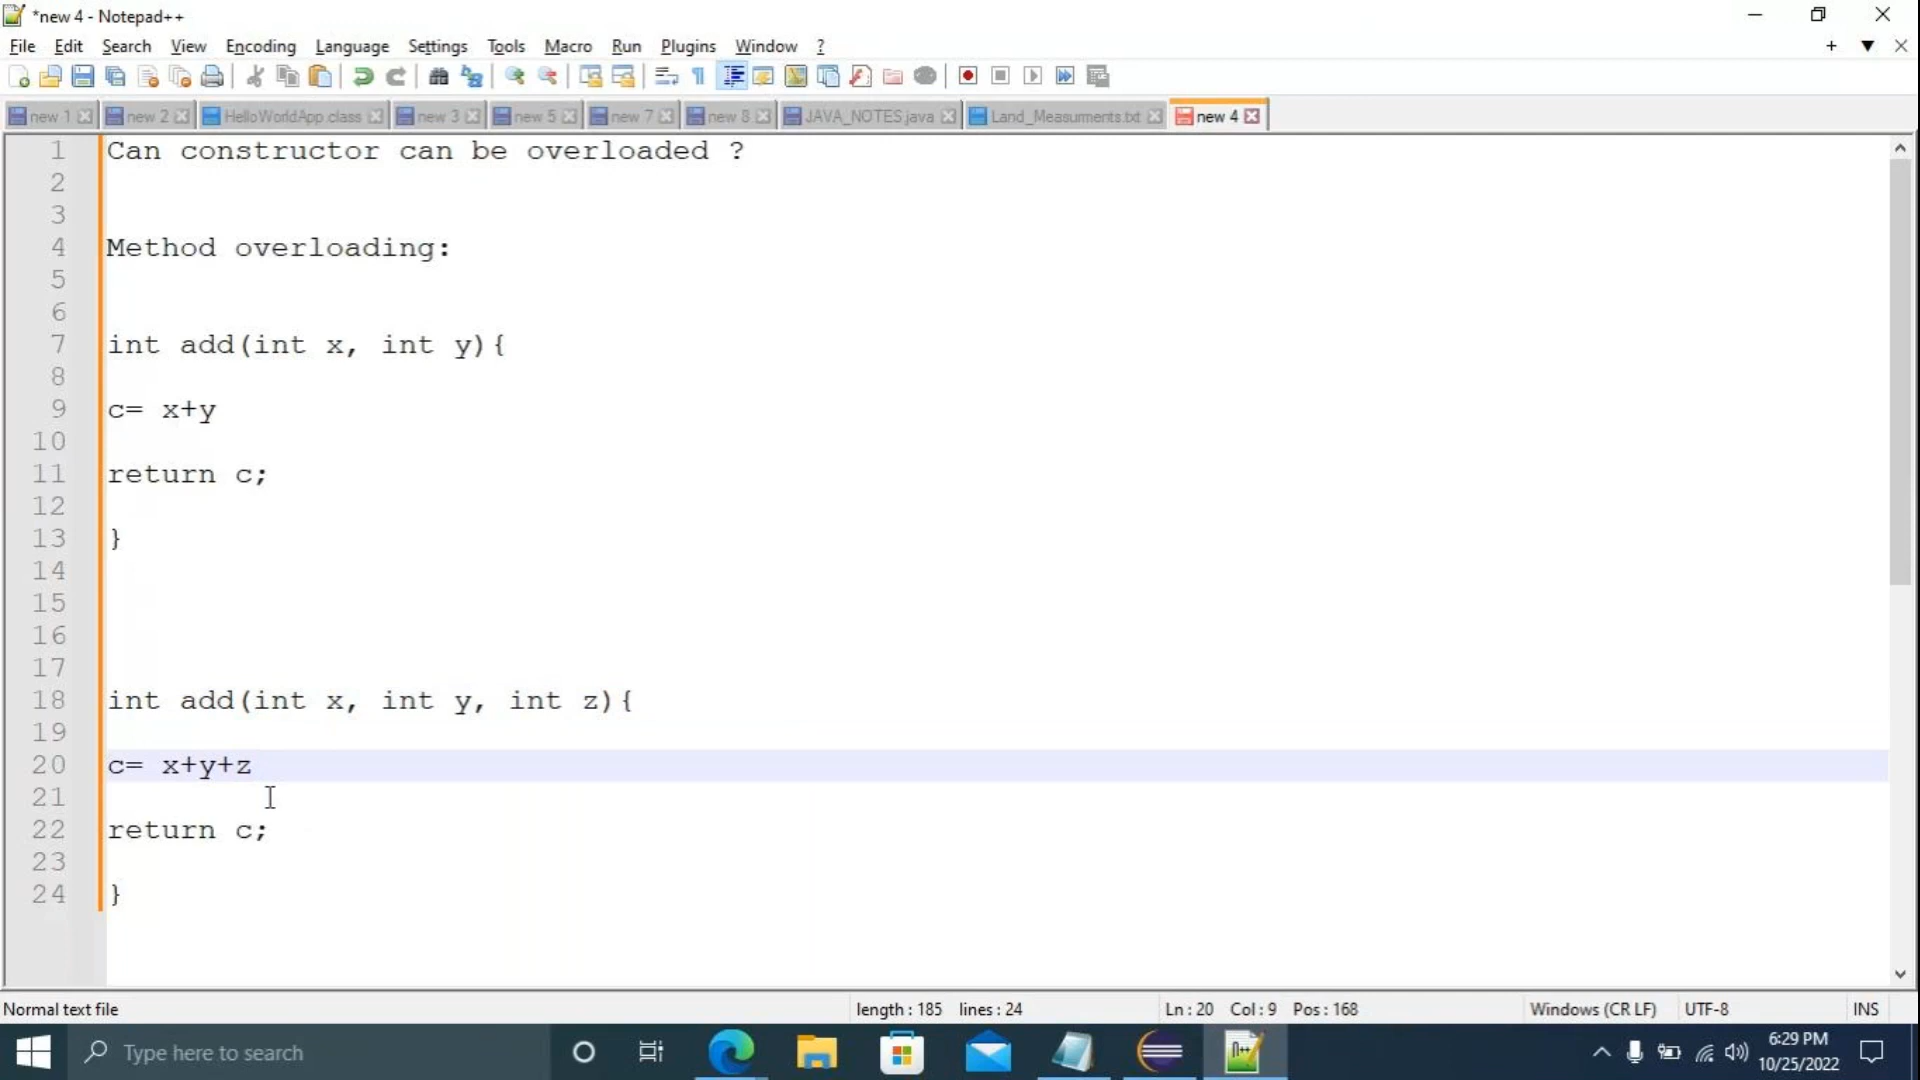 *new 4 - Notepad++
File Edit Search View Encoding Language Settings Tools Macro Run Plugins Window ?
new 1 new 2 HelloWorldApp.class new 3 new 5 new 7 new 8 JAVA_NOTES.java Land_Measurments.txt new 4
1 Can constructor can be overloaded ?
2
3
4 Method overloading:
5
6
7 int add(int x, int y){
8
9 c= x+y
10
11 return c;
12
13 }
14
15
16
17
18 int add(int x, int y, int z){
19
20 c= x+y+z
21
22 return c;
23
24 }
Normal text file length : 185 lines : 24 Ln : 20 Col : 9 Pos : 168 Windows (CR LF) UTF-8 INS
Type here to search
6:29 PM
10/25/2022